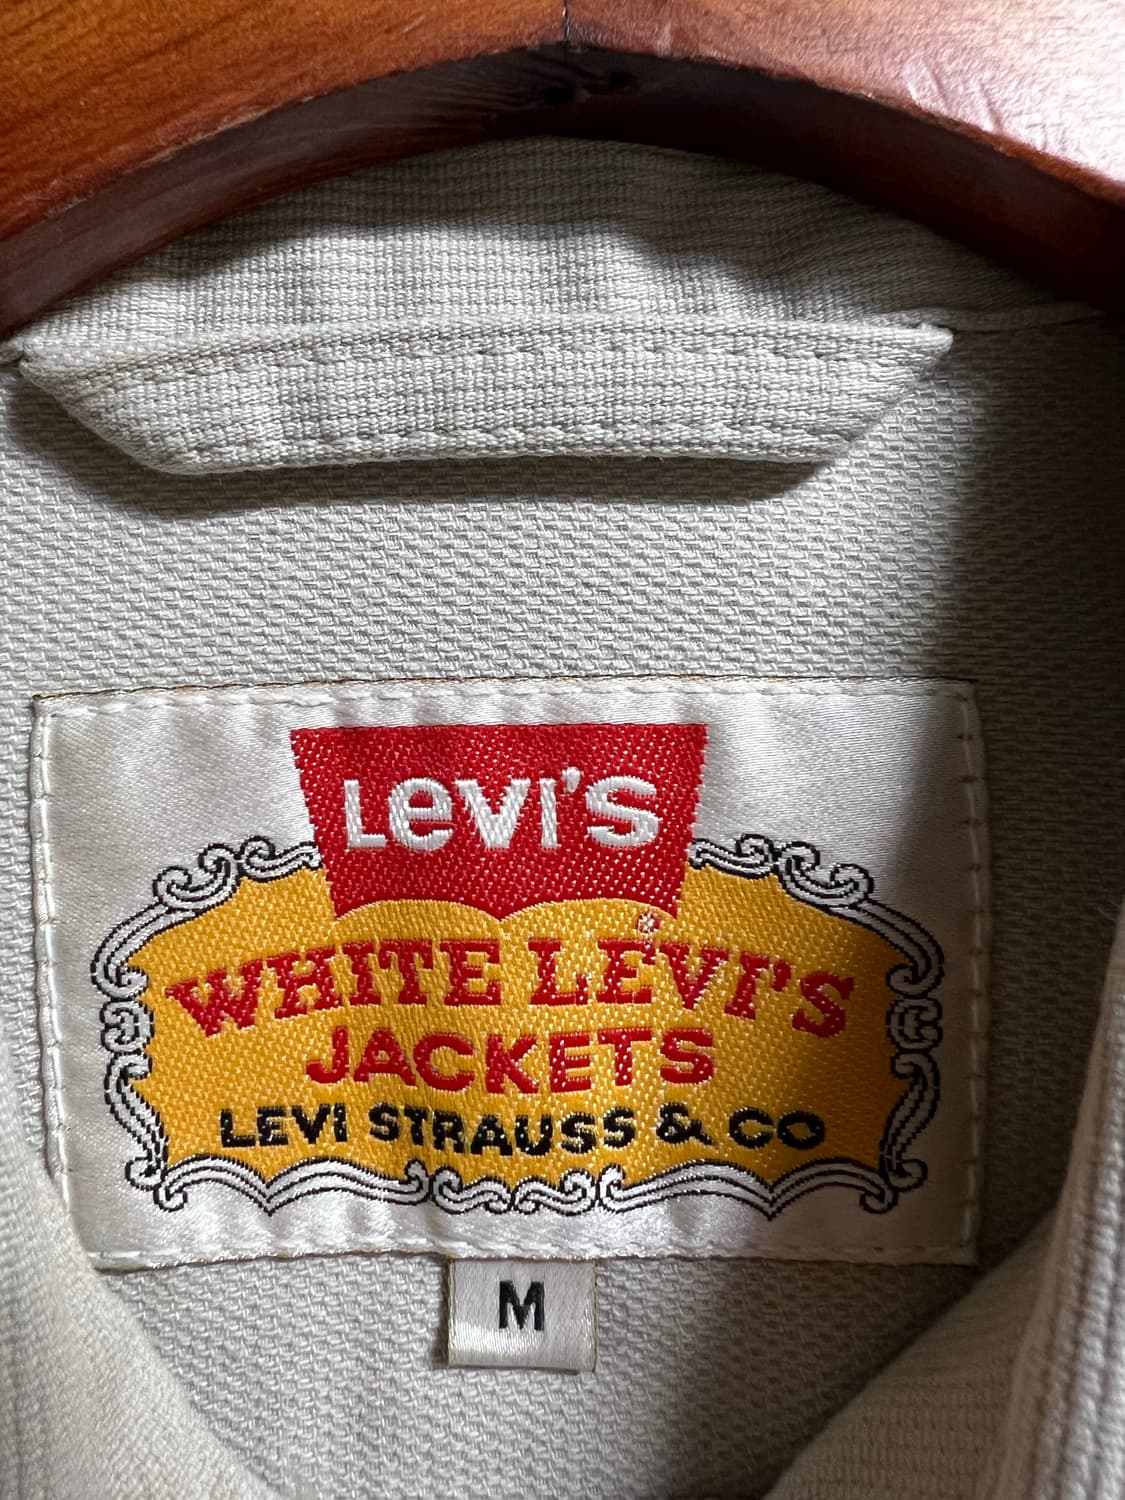 LeVI'S
WHITE LEVI'S
JACKETS
LEVI STRAUSS & CO
M